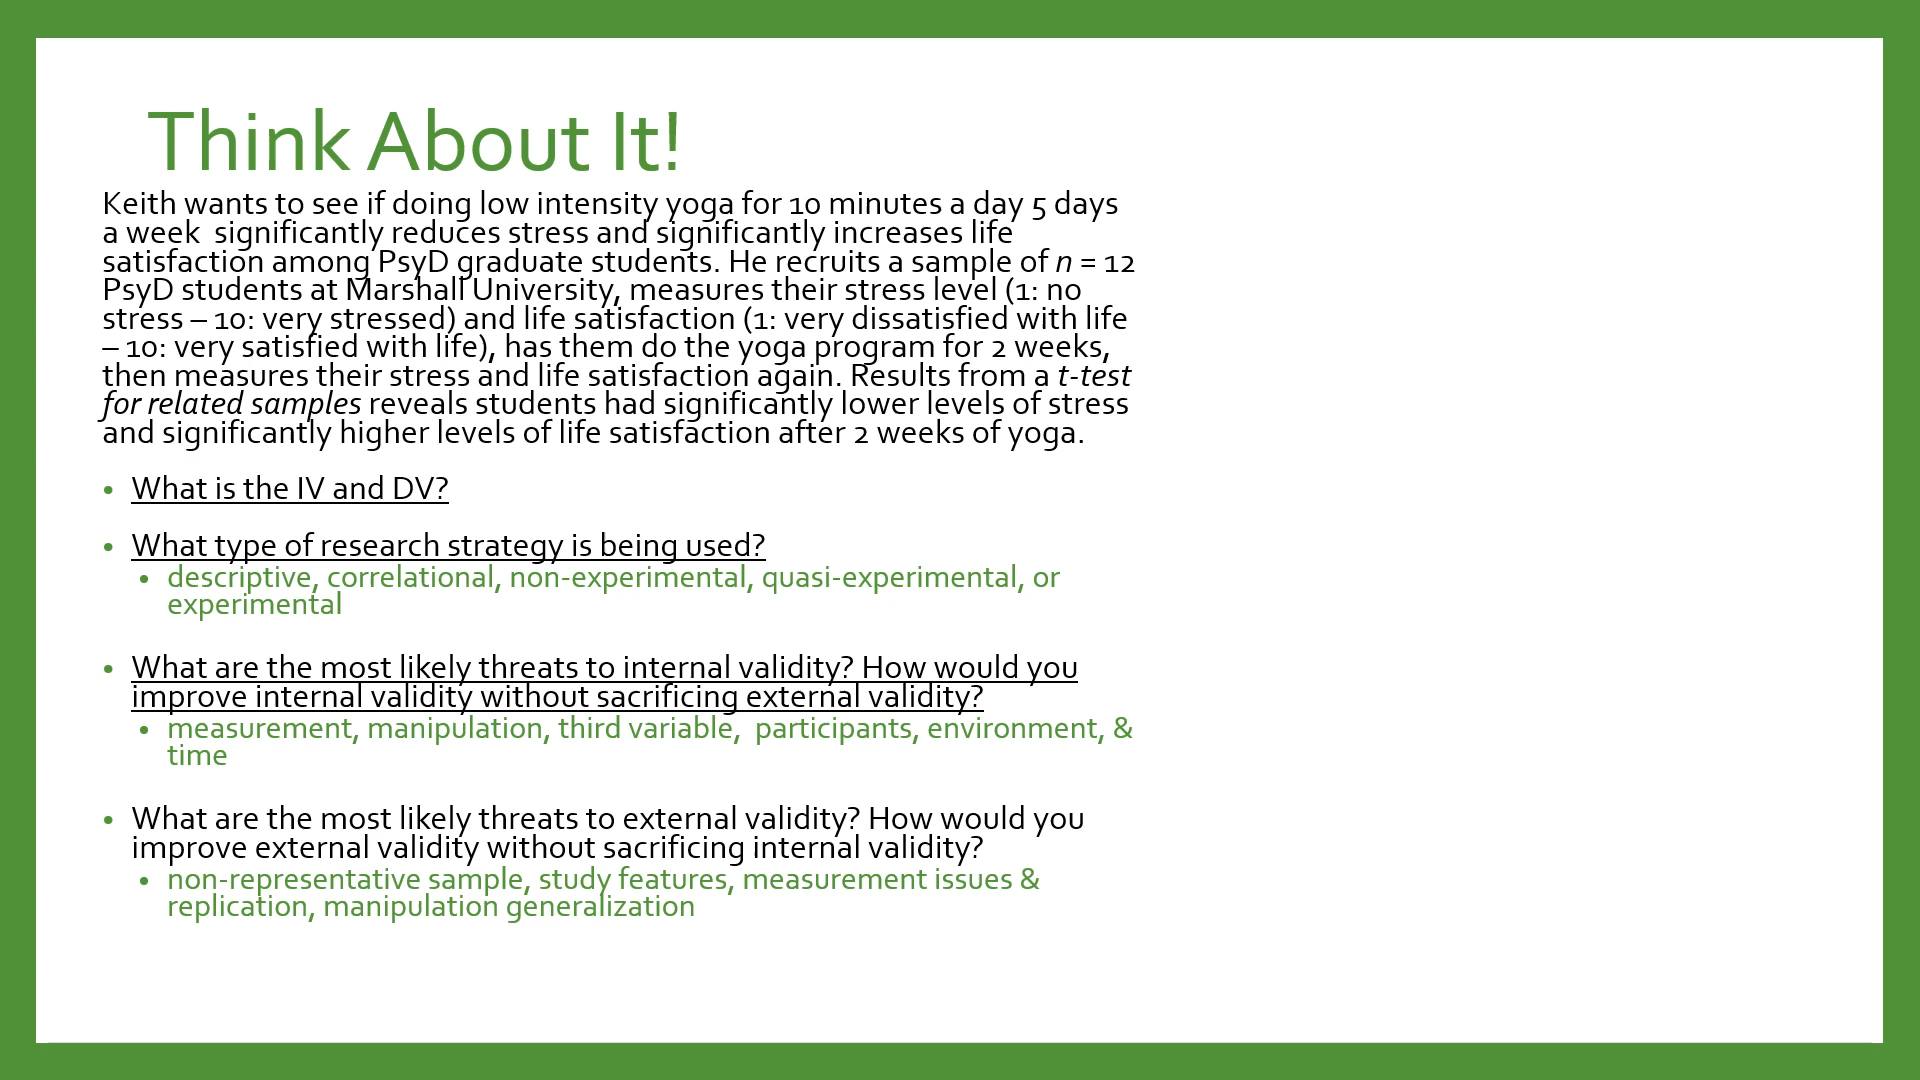 Think About It!
Keith wants to see if doing low intensity yoga for 10 minutes a day 5 days
a week  significantly reduces stress and significantly increases life
satisfaction among PsyD graduate students. He recruits a sample of n = 12
PsyD students at Marshall University, measures their stress level (1: no
stress – 10: very stressed) and life satisfaction (1: very dissatisfied with life
– 10: very satisfied with life), has them do the yoga program for 2 weeks,
then measures their stress and life satisfaction again. Results from a t-test
for related samples reveals students had significantly lower levels of stress
and significantly higher levels of life satisfaction after 2 weeks of yoga.
• What is the IV and DV?
• What type of research strategy is being used?
• descriptive, correlational, non-experimental, quasi-experimental, or
experimental
• What are the most likely threats to internal validity? How would you
improve internal validity without sacrificing external validity?
• measurement, manipulation, third variable,  participants, environment, &
time
• What are the most likely threats to external validity? How would you
improve external validity without sacrificing internal validity?
• non-representative sample, study features, measurement issues &
replication, manipulation generalization